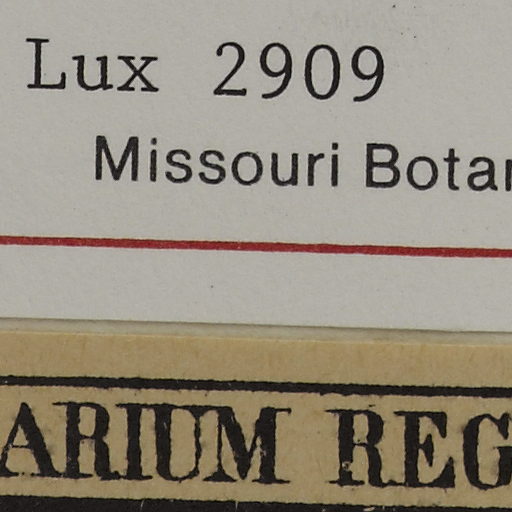 Lux 2909
Missouri Botan
ARIUM REG